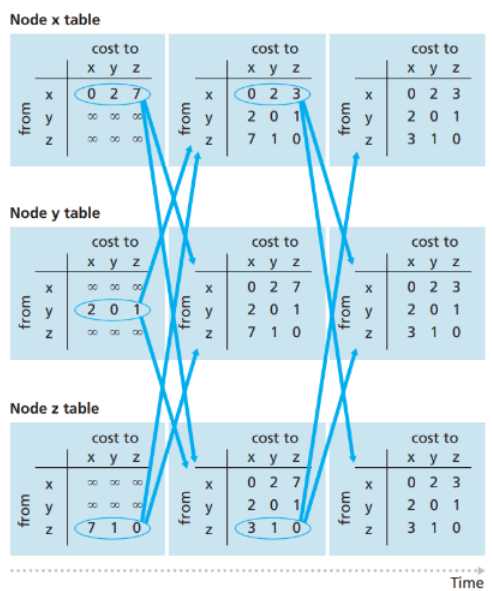 Node x table
cost to cost to cost to
x y z x y z x y z
from x 0 2 7 from x 0 2 3 from x 0 2 3
y ∞ ∞ ∞ y 2 0 1 y 2 0 1
z ∞ ∞ ∞ z 7 1 0 z 3 1 0
Node y table
cost to cost to cost to
x y z x y z x y z
from x ∞ ∞ ∞ from x 0 2 7 from x 0 2 3
y 2 0 1 y 2 0 1 y 2 0 1
z ∞ ∞ ∞ z 7 1 0 z 3 1 0
Node z table
cost to cost to cost to
x y z x y z x y z
from x ∞ ∞ ∞ from x 0 2 7 from x 0 2 3
y ∞ ∞ ∞ y 2 0 1 y 2 0 1
z 7 1 0 z 3 1 0 z 3 1 0
Time